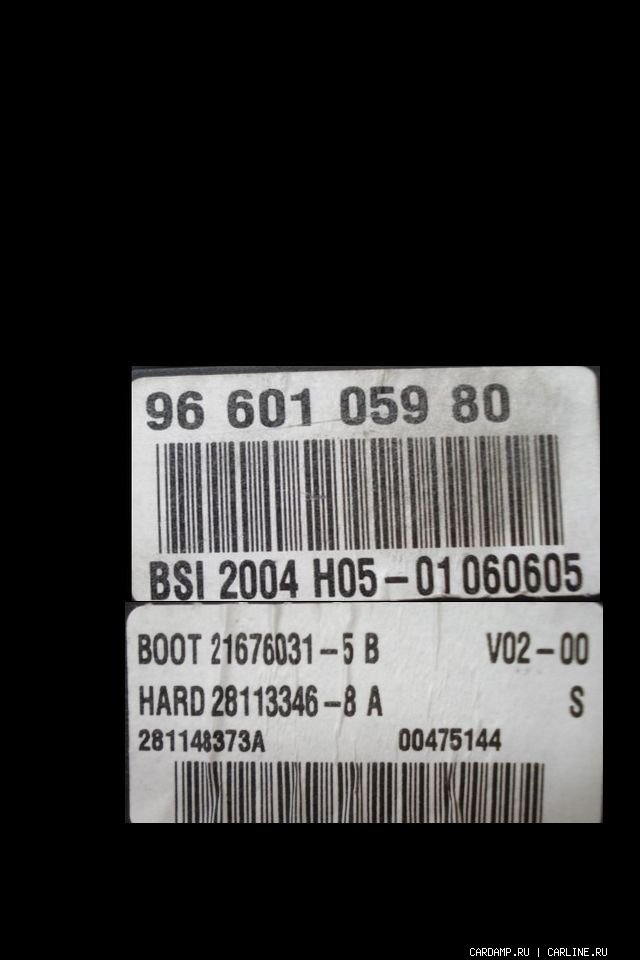 96 601 059 80
BSI 2004 H05-01 060605
BOOT 21676031-5 B V02-00
HARD 28113346-8 A S
281148373A 00475144
CARDAMP.RU | CARLINE.RU